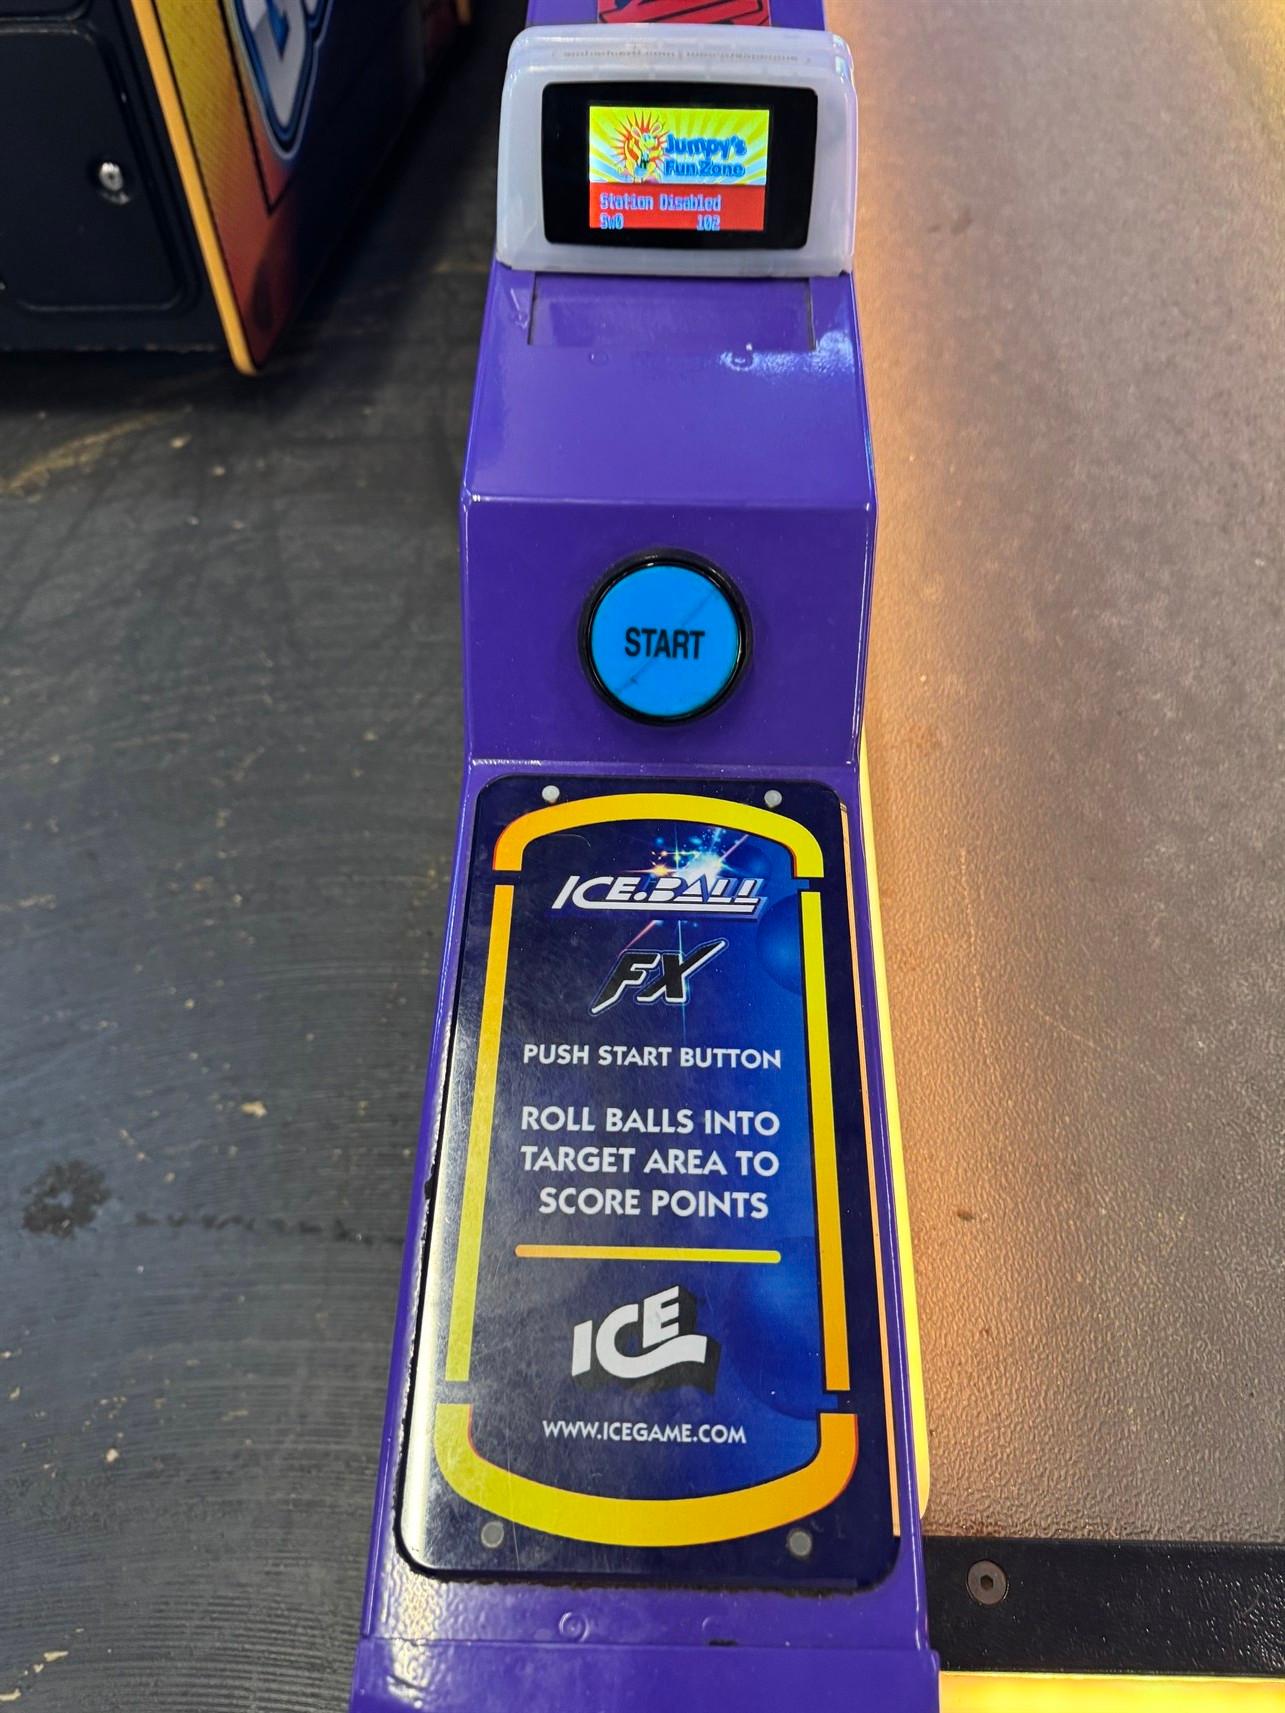 Jumpy's
Fun Zone
Station Disabled
Sw0 102
START
ICE.BALL
FX
PUSH START BUTTON
ROLL BALLS INTO
TARGET AREA TO
SCORE POINTS
ICE
WWW.ICEGAME.COM